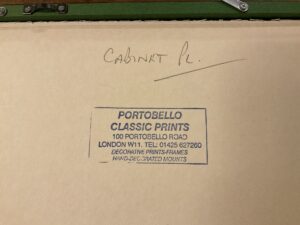 CABINET PL.
PORTOBELLO
CLASSIC PRINTS
100 PORTOBELLO ROAD
LONDON W11. TEL: 01425 627260
DECORATIVE PRINTS-FRAMES
HAND-DECORATED MOUNTS